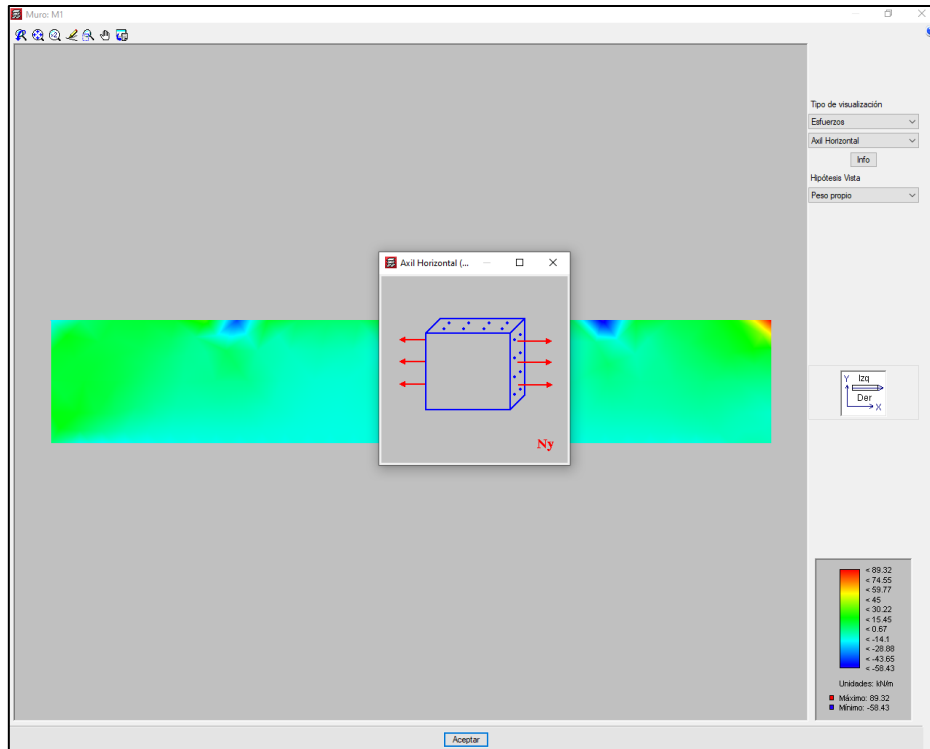 Muro: M1
Tipo de visualización
Esfuerzos
Axil Horizontal
Info
Hipótesis Vista
Peso propio
Axil Horizontal (...
Ny
Y Izq
Der
X
< 89.32
< 74.55
< 59.77
< 45
< 30.22
< 15.45
< 0.67
< -14.1
< -28.88
< -43.65
< -58.43
Unidades: kN/m
Máximo: 89.32
Mínimo: -58.43
Aceptar